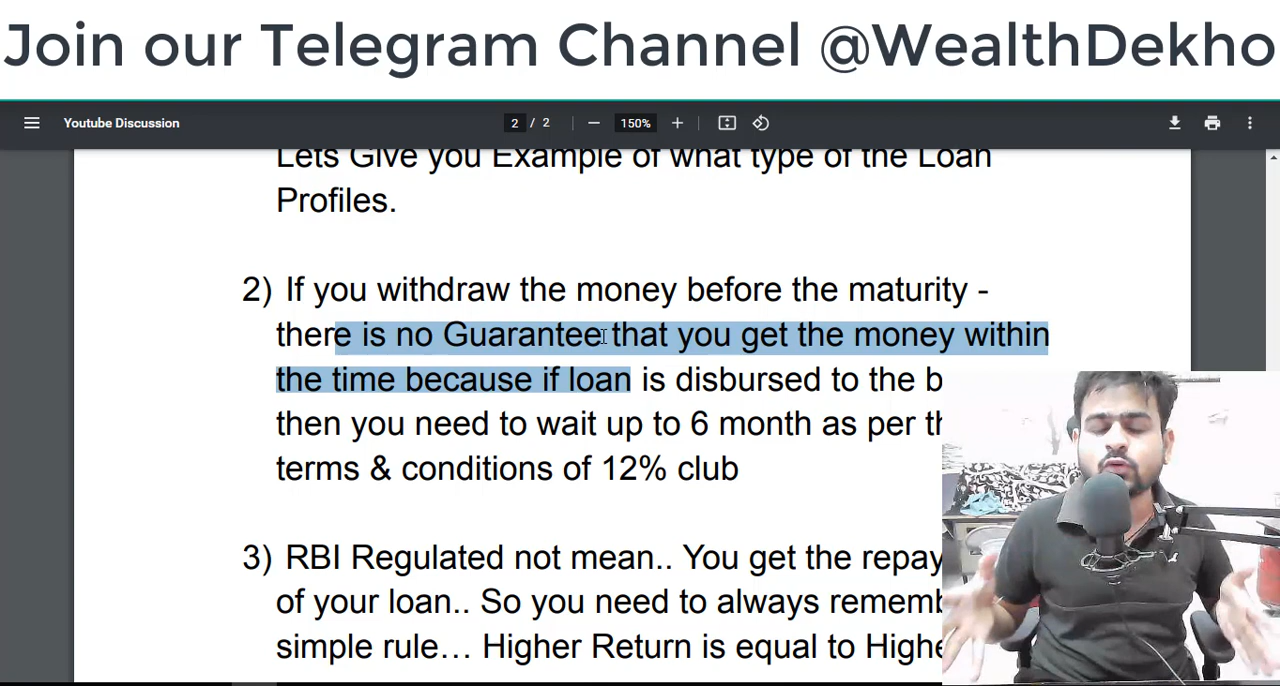 Join our Telegram Channel @WealthDekho
Youtube Discussion
2 / 2
150%
Lets Give you Example of what type of the Loan
Profiles.
2) If you withdraw the money before the maturity -
there is no Guarantee that you get the money within
the time because if loan is disbursed to the
then you need to wait up to 6 month as per
terms & conditions of 12% club
3) RBI Regulated not mean.. You get the
of your loan.. So you need to always
simple rule… Higher Return is equal to